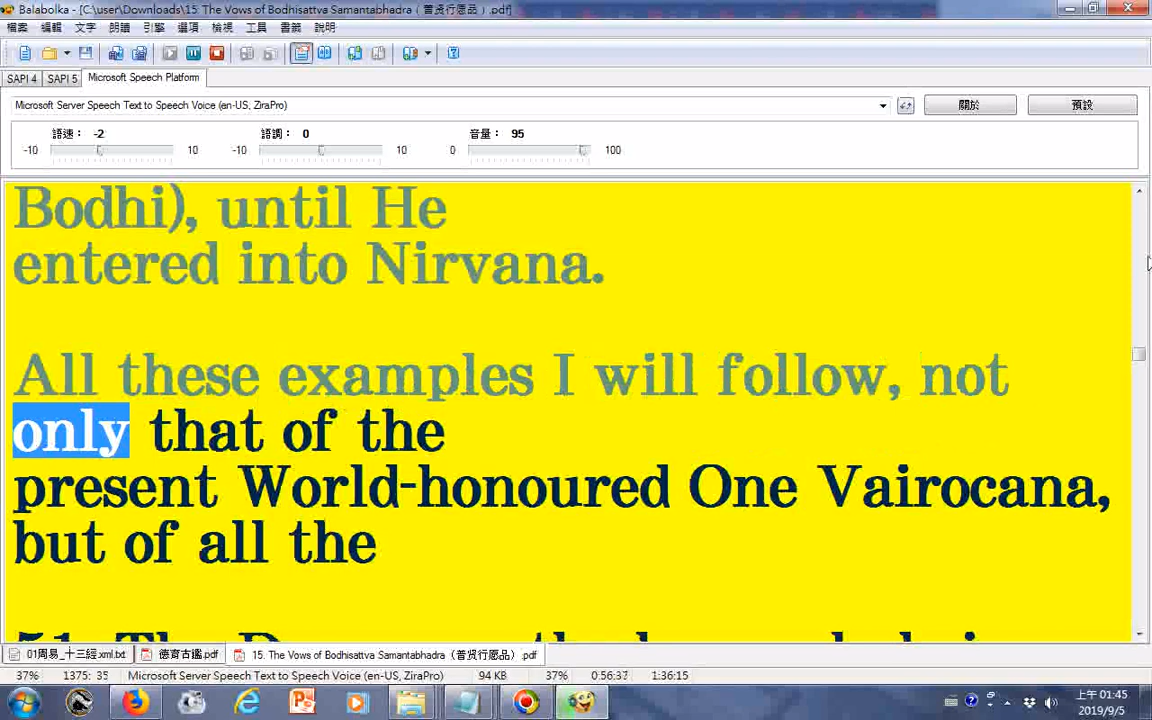 Balabolka - [C:\user\Downloads\15. The Vows of Bodhisattva Samantabhadra（普贤行愿品）.pdf]
檔案 編輯 文字 朗讀 引擎 選項 檢視 工具 書籤 說明
SAPI 4 SAPI 5 Microsoft Speech Platform
Microsoft Server Speech Text to Speech Voice (en-US, ZiraPro) 關於 預設
語速： -2 語調： 0 音量： 95
-10 10 -10 10 0 100
Bodhi), until He
entered into Nirvana.
All these examples I will follow, not
only that of the
present World-honoured One Vairocana,
but of all the
01周易_十三經.xml.txt 德育古鑑.pdf 15. The Vows of Bodhisattva Samantabhadra（普贤行愿品）.pdf
37% 1375: 35 Microsoft Server Speech Text to Speech Voice (en-US, ZiraPro) 94 KB 37% 0:56:37 1:36:15
上午 01:45
2019/9/5